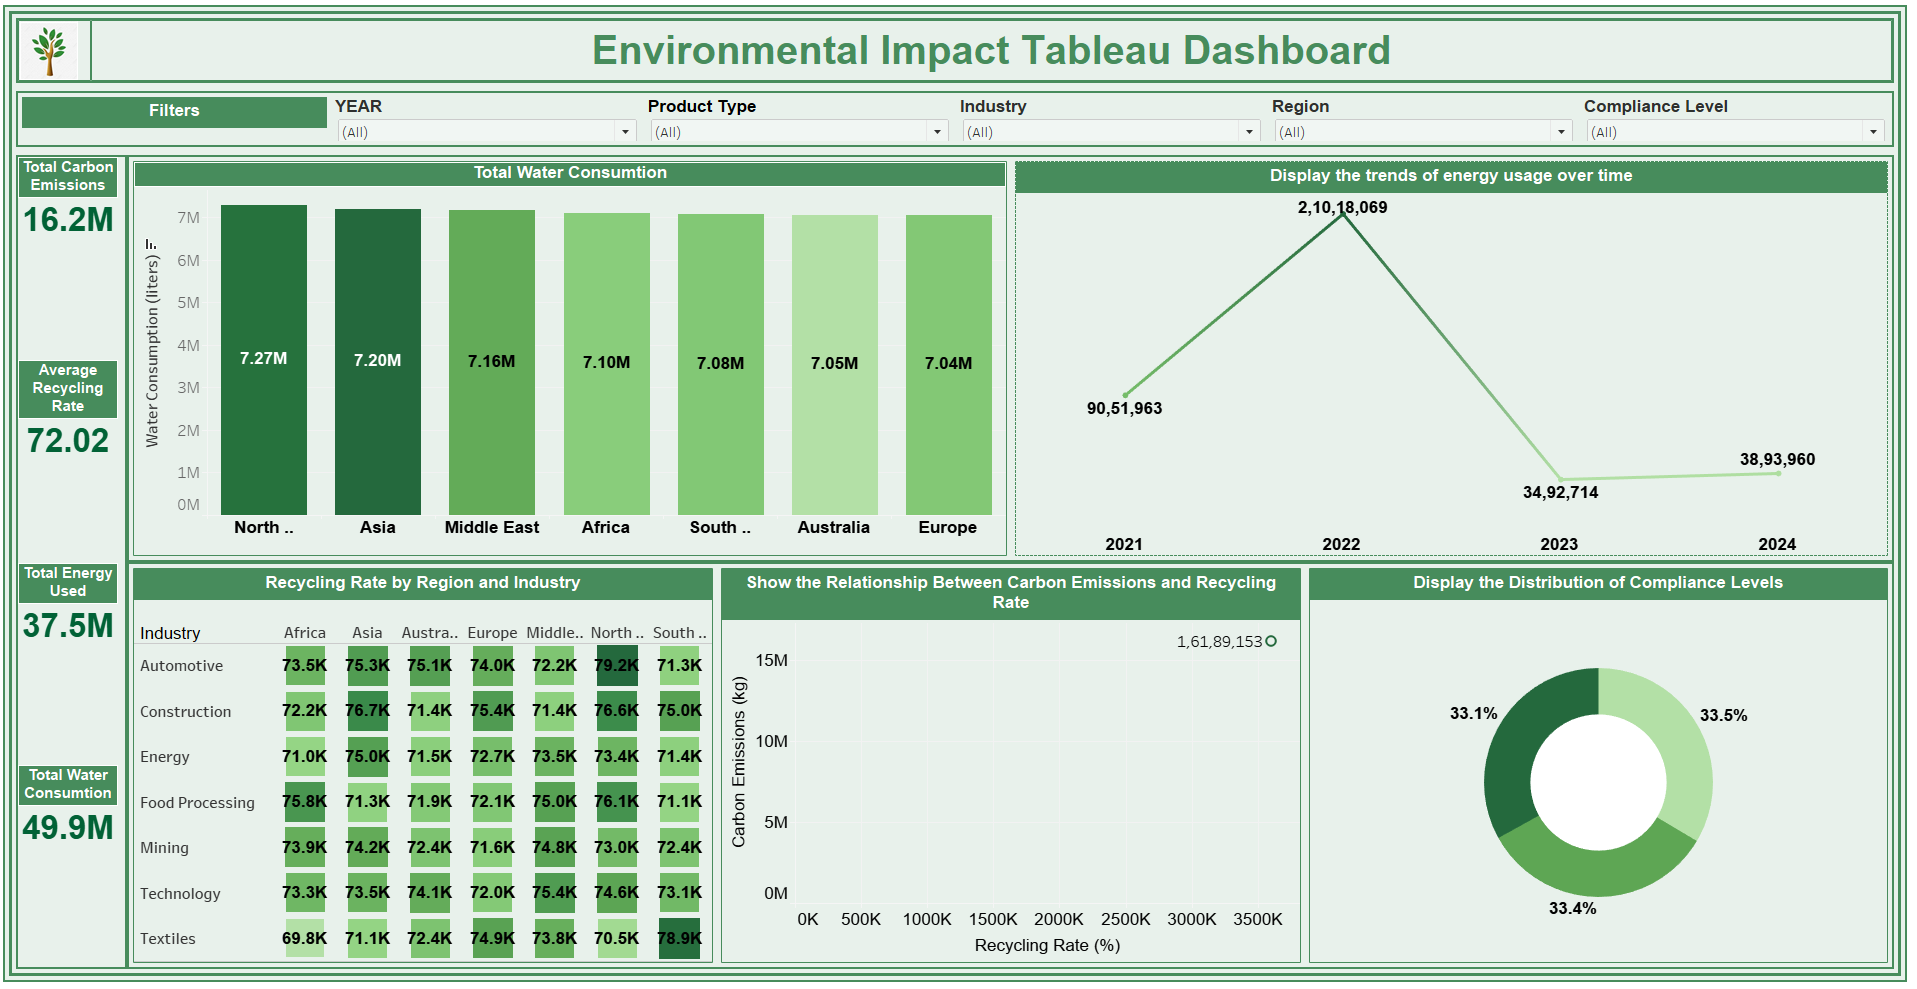 Environmental Impact Tableau Dashboard
Filters
YEAR
(All)
Product Type
(All)
Industry
(All)
Region
(All)
Compliance Level
(All)
Total Carbon
Emissions
16.2M
Average
Recycling
Rate
72.02
Total Energy
Used
37.5M
Total Water
Consumtion
49.9M
Total Water Consumtion
Water Consumption (liters)
7M
6M
5M
4M
3M
2M
1M
0M
7.27M 7.20M 7.16M 7.10M 7.08M 7.05M 7.04M
North .. Asia Middle East Africa South .. Australia Europe
Display the trends of energy usage over time
2,10,18,069
90,51,963
38,93,960
34,92,714
2021 2022 2023 2024
Recycling Rate by Region and Industry
Industry Africa Asia Austra.. Europe Middle.. North .. South ..
Automotive 73.5K 75.3K 75.1K 74.0K 72.2K 79.2K 71.3K
Construction 72.2K 76.7K 71.4K 75.4K 71.4K 76.6K 75.0K
Energy 71.0K 75.0K 71.5K 72.7K 73.5K 73.4K 71.4K
Food Processing 75.8K 71.3K 71.9K 72.1K 75.0K 76.1K 71.1K
Mining 73.9K 74.2K 72.4K 71.6K 74.8K 73.0K 72.4K
Technology 73.3K 73.5K 74.1K 72.0K 75.4K 74.6K 73.1K
Textiles 69.8K 71.1K 72.4K 74.9K 73.8K 70.5K 78.9K
Show the Relationship Between Carbon Emissions and Recycling
Rate
1,61,89,153
Carbon Emissions (kg)
15M
10M
5M
0M
0K 500K 1000K 1500K 2000K 2500K 3000K 3500K
Recycling Rate (%)
Display the Distribution of Compliance Levels
33.1%
33.5%
33.4%